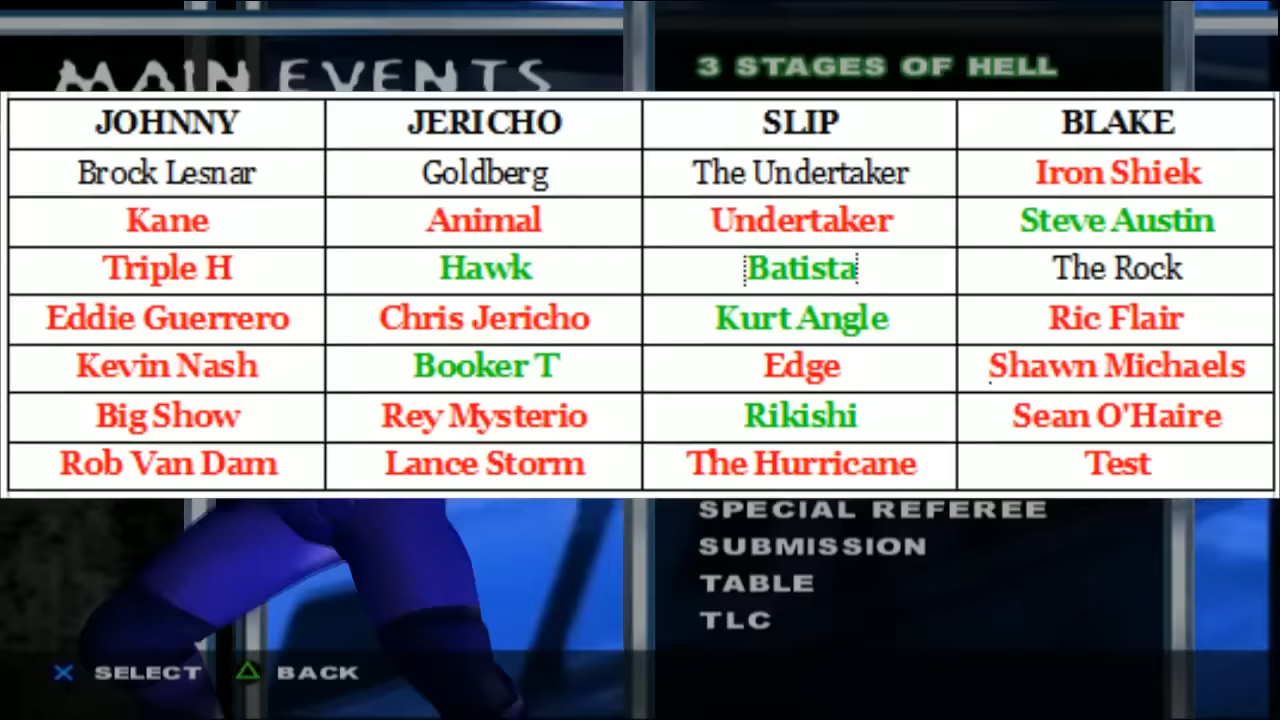 MAIN EVENTS
3 STAGES OF HELL
JOHNNY JERICHO SLIP BLAKE
Brock Lesnar Goldberg The Undertaker Iron Shiek
Kane Animal Undertaker Steve Austin
Triple H Hawk Batista The Rock
Eddie Guerrero Chris Jericho Kurt Angle Ric Flair
Kevin Nash Booker T Edge Shawn Michaels
Big Show Rey Mysterio Rikishi Sean O'Haire
Rob Van Dam Lance Storm The Hurricane Test
SPECIAL REFEREE
SUBMISSION
TABLE
TLC
SELECT BACK